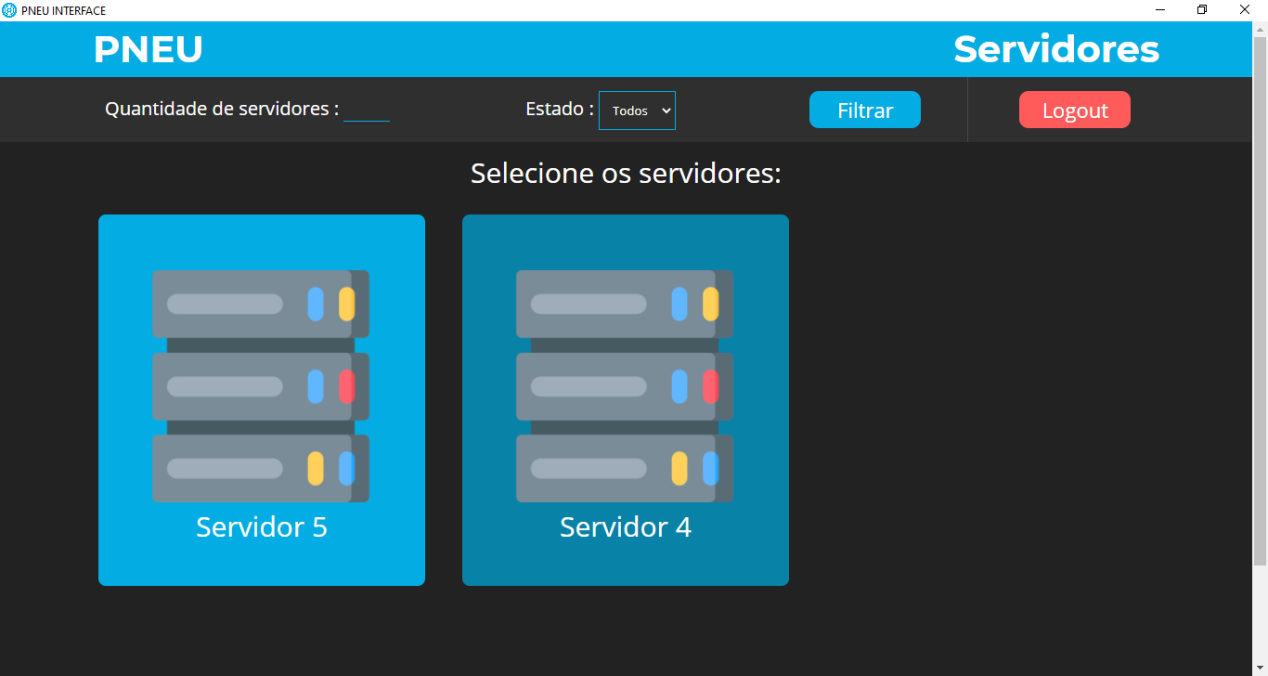 PNEU INTERFACE
PNEU Servidores
Quantidade de servidores : Estado : Todos Filtrar Logout
Selecione os servidores:
Servidor 5 Servidor 4